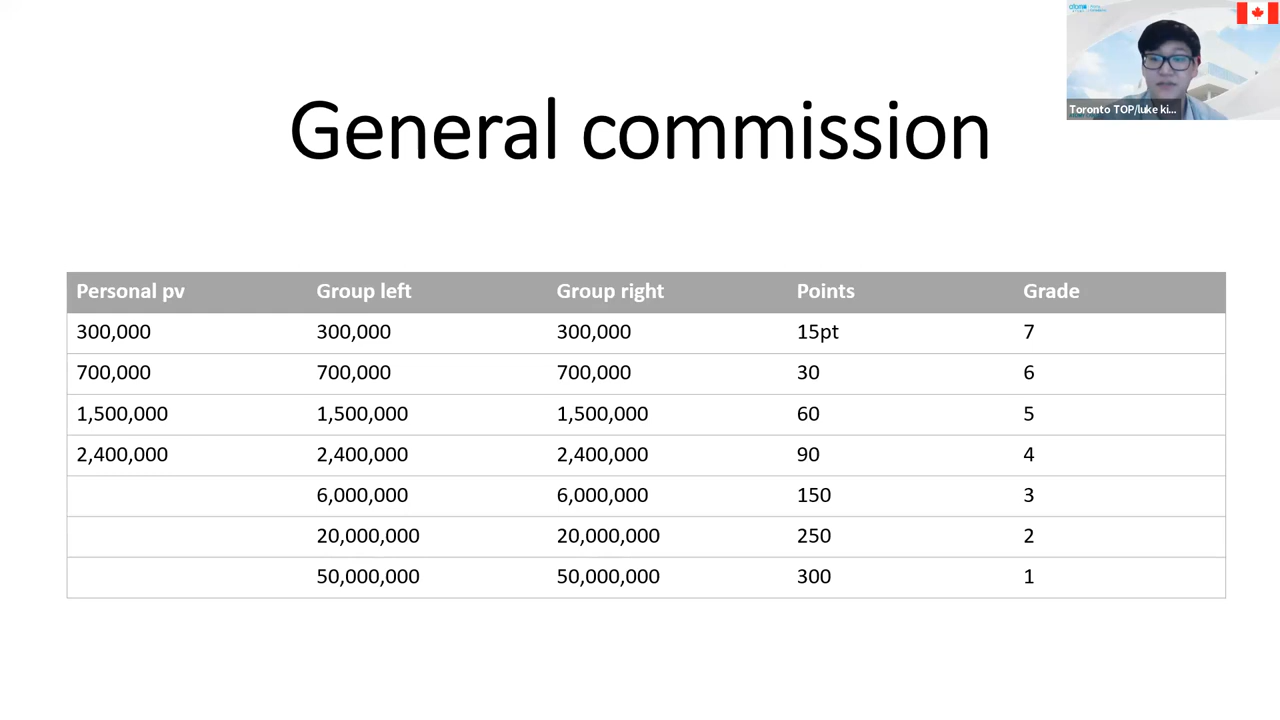 atomy
Toronto TOP/luke ki...
General commission
Personal pv Group left Group right Points Grade
300,000 300,000 300,000 15pt 7
700,000 700,000 700,000 30 6
1,500,000 1,500,000 1,500,000 60 5
2,400,000 2,400,000 2,400,000 90 4
6,000,000 6,000,000 150 3
20,000,000 20,000,000 250 2
50,000,000 50,000,000 300 1